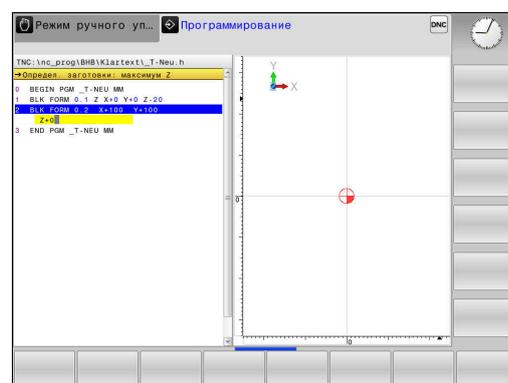 Режим ручного уп…
Программирование
DNC
TNC:\nc_prog\BHB\Klartext\_T-Neu.h
→Определ. заготовки: максимум Z
0 BEGIN PGM _T-NEU MM
1 BLK FORM 0.1 Z X+0 Y+0 Z-20
2 BLK FORM 0.2 X+100 Y+100
Z+0
3 END PGM _T-NEU MM
Y
X
0
0